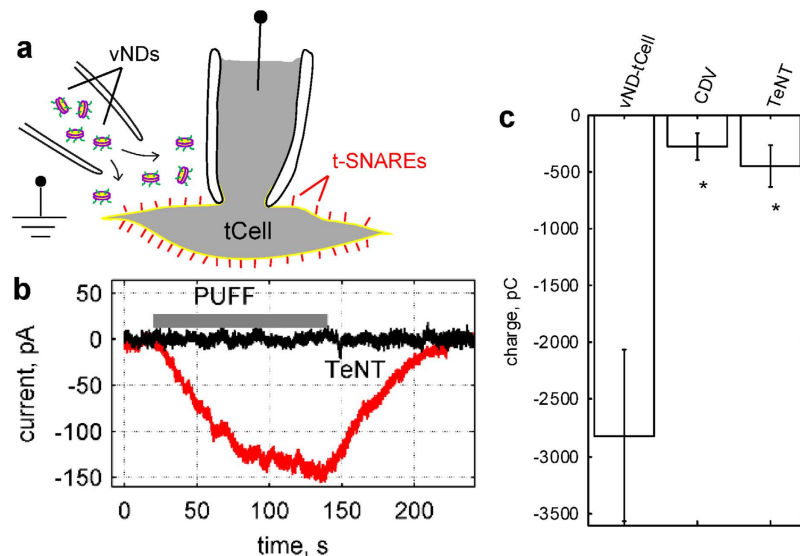 a
vNDs
t-SNAREs
tCell
b
PUFF
TeNT
50
0
-50
-100
-150
current, pA
0 50 100 150 200
time, s
c
vND-tCell
CDV
TeNT
0
-500
-1000
-1500
-2000
-2500
-3000
-3500
charge, pC
*
*